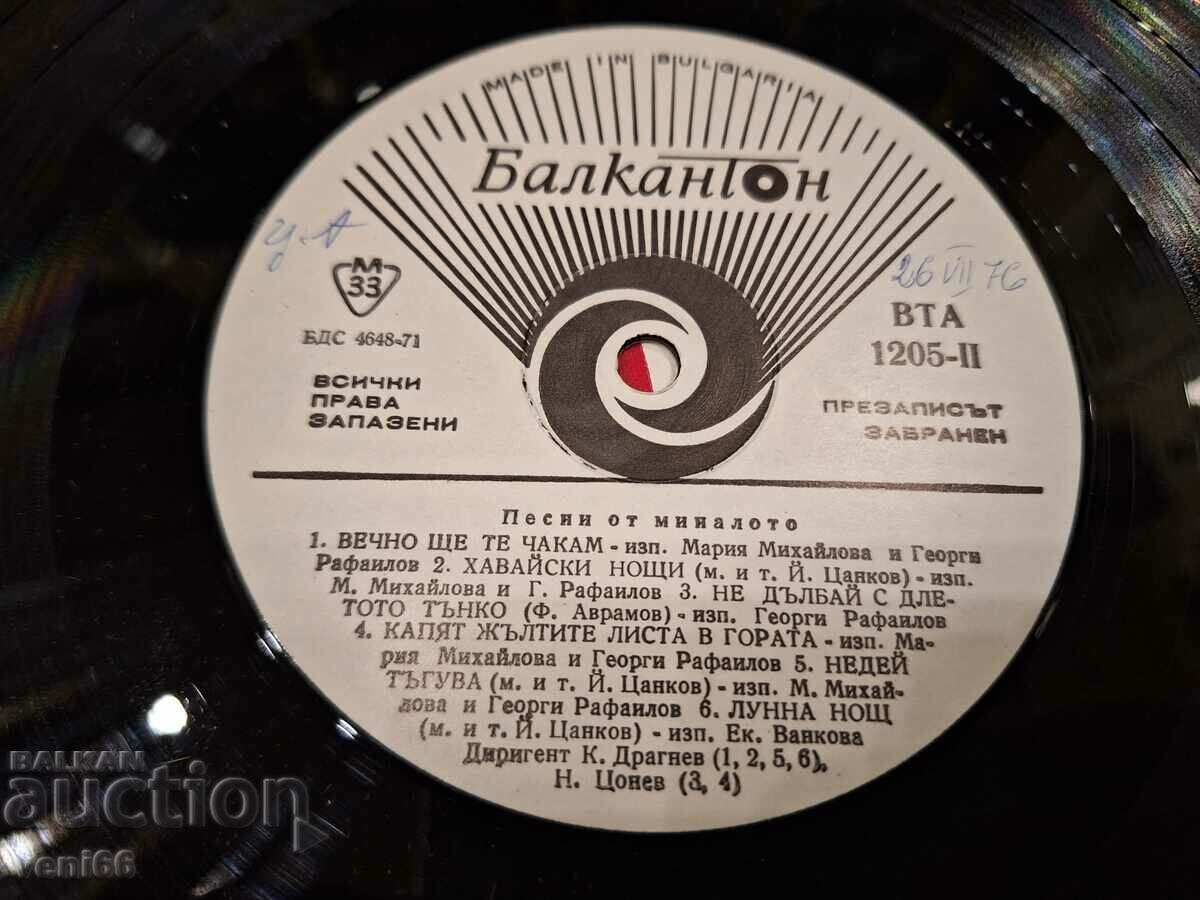 MADE IN BULGARIA
Балкантон
М
33
26 VII 76
БДС 4648-71
ВТА
1205-II
ВСИЧКИ
ПРАВА
ЗАПАЗЕНИ
ПРЕЗАПИСЪТ
ЗАБРАНЕН
Песни от миналото
1. ВЕЧНО ЩЕ ТЕ ЧАКАМ - изп. Мария Михайлова и Георги
Рафаилов 2. ХАВАЙСКИ НОЩИ (м. и т. Й. Цанков) - изп.
М. Михайлова и Г. Рафаилов 3. НЕ ДЪЛБАЙ С ДЛЕ-
ТОТО ТЪНКО (Ф. Аврамов) - изп. Георги Рафаилов
4. КАПЯТ ЖЪЛТИТЕ ЛИСТА В ГОРАТА - изп. Ма-
рия Михайлова и Георги Рафаилов 5. НЕДЕЙ
ТЪГУВА (м. и т. Й. Цанков) - изп. М. Михай-
лова и Георги Рафаилов 6. ЛУННА НОЩ
(м. и т. Й. Цанков) - изп. Ек. Ванкова
Диригент К. Драгнев (1, 2, 5, 6),
Н. Цонев (3, 4)
BALKAN
auction
veni66